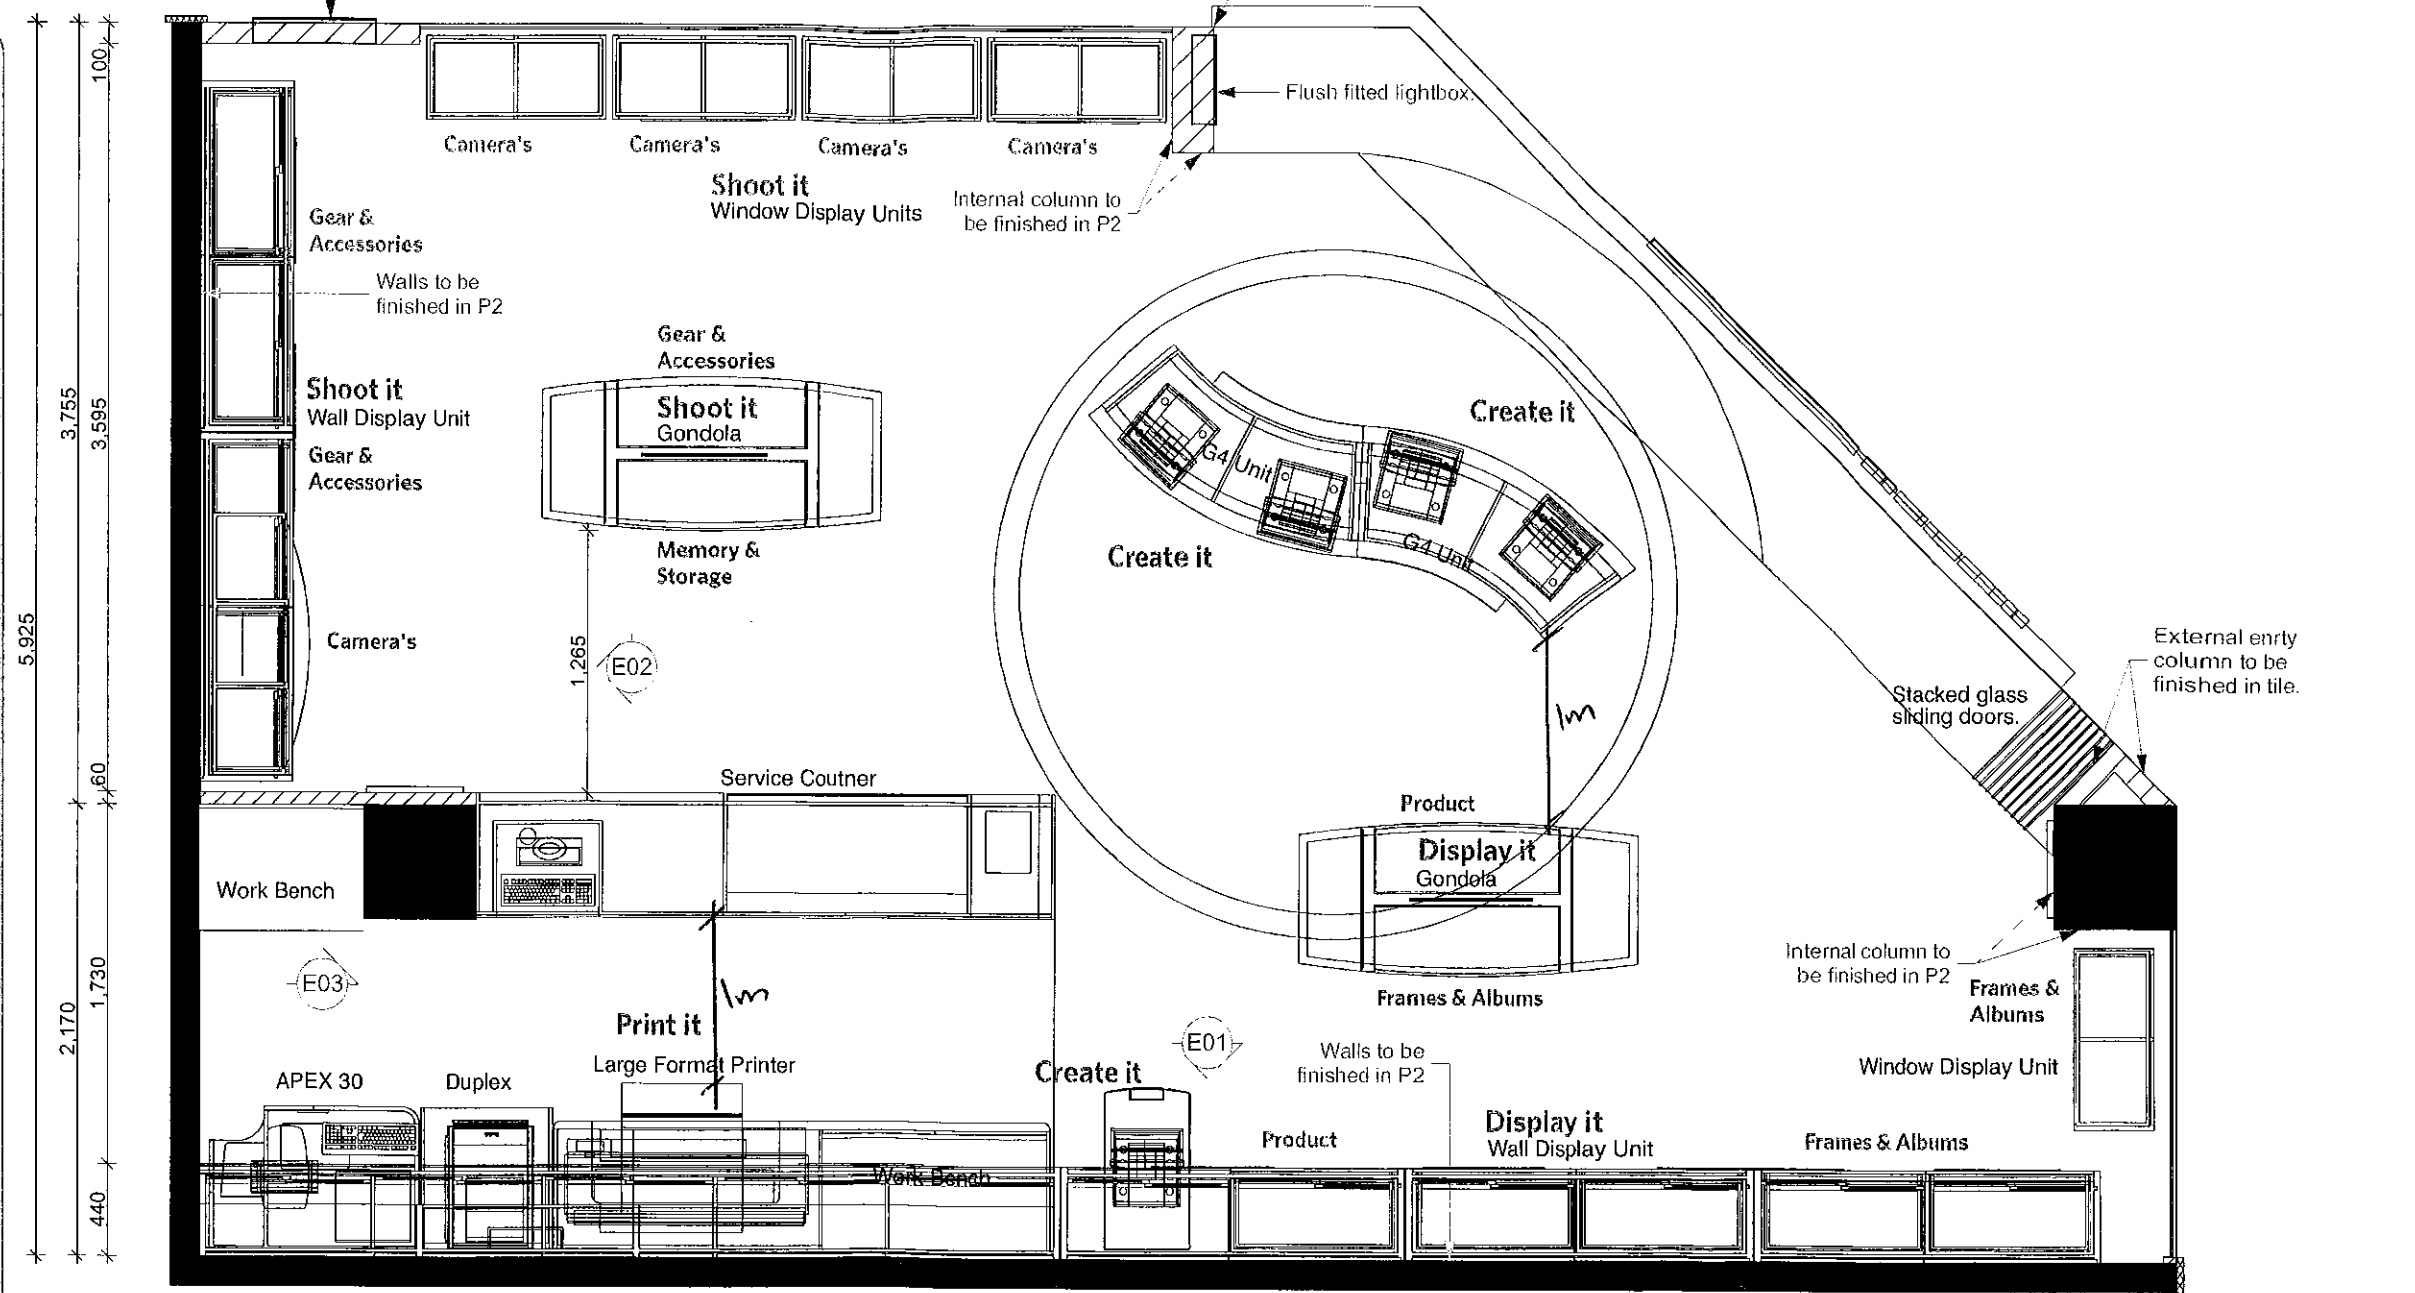 100
Flush fitted lightbox.
Camera's
Camera's
Camera's
Camera's
Shoot it
Window Display Units
Internal column to
be finished in P2
Gear &
Accessories
Walls to be
finished in P2
Gear &
Accessories
Shoot it
Wall Display Unit
Shoot it
Gondola
Create it
3,755
3,595
Gear &
Accessories
G4 Unit
Memory &
Storage
Create it
G4 Unit
5,925
1,265
E02
Camera's
External enrty
column to be
finished in tile.
Stacked glass
sliding doors.
1m
60
Service Coutner
Product
Display it
Gondola
Work Bench
Internal column to
be finished in P2
Frames &
Albums
E03
1m
Frames & Albums
2,170
1,730
Print it
Large Format Printer
E01
Walls to be
finished in P2
Window Display Unit
APEX 30
Duplex
Create it
Display it
Wall Display Unit
Product
Frames & Albums
Work Bench
440